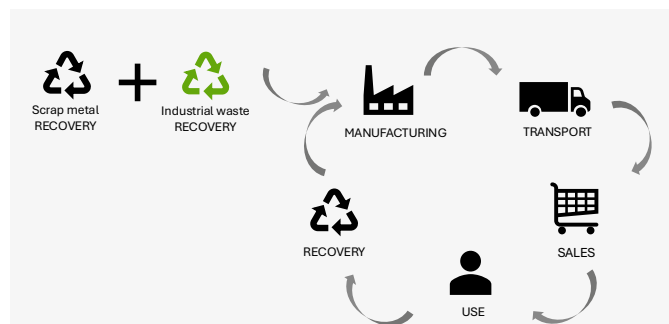 Scrap metal
RECOVERY
Industrial waste
RECOVERY
MANUFACTURING
TRANSPORT
SALES
USE
RECOVERY